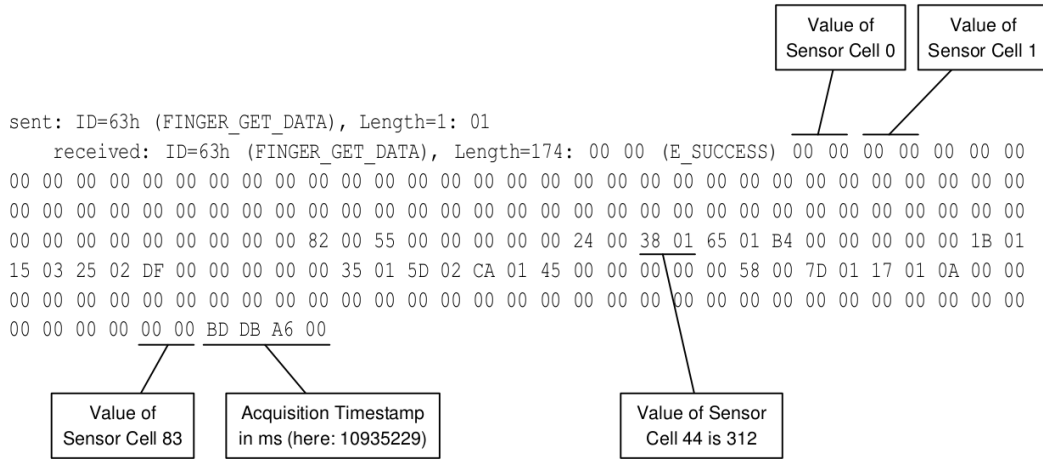 Value of
Sensor Cell 0
Value of
Sensor Cell 1
sent: ID=63h (FINGER_GET_DATA), Length=1: 01
received: ID=63h (FINGER_GET_DATA), Length=174: 00 00 (E_SUCCESS) 00 00 00 00 00 00 00
00 00 00 00 00 00 00 00 00 00 00 00 00 00 00 00 00 00 00 00 00 00 00 00 00 00 00 00 00 00 00
00 00 00 00 00 00 00 00 00 00 00 00 00 00 00 00 00 00 00 00 00 00 00 00 00 00 00 00 00 00 00
00 00 00 00 00 00 00 00 00 82 00 55 00 00 00 00 00 24 00 38 01 65 01 B4 00 00 00 00 00 1B 01
15 03 25 02 DF 00 00 00 00 00 35 01 5D 02 CA 01 45 00 00 00 00 00 58 00 7D 01 17 01 0A 00 00
00 00 00 00 00 00 00 00 00 00 00 00 00 00 00 00 00 00 00 00 00 00 00 00 00 00 00 00 00 00 00
00 00 00 00 00 00 BD DB A6 00
Value of
Sensor Cell 83
Acquisition Timestamp
in ms (here: 10935229)
Value of Sensor
Cell 44 is 312